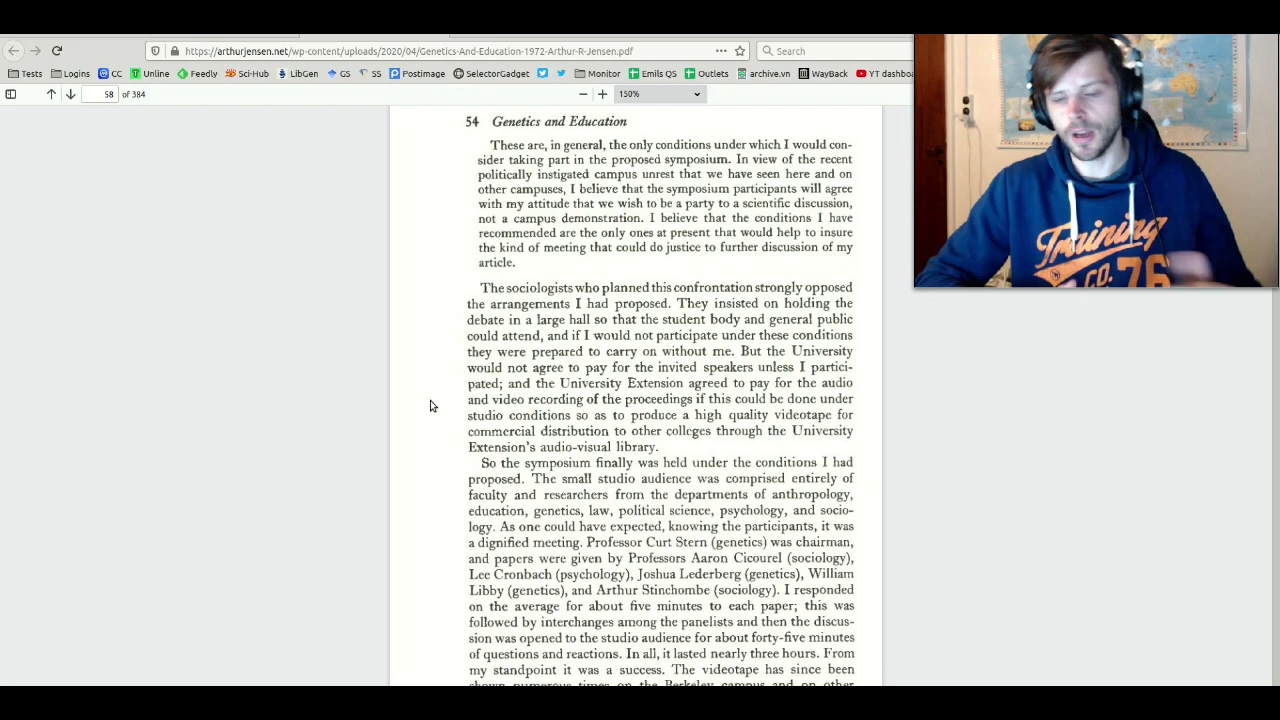 https://arthurjensen.net/wp-content/uploads/2020/04/Genetics-And-Education-1972-Arthur-R-Jensen.pdf
Search
Tests Logins CC Unline Feedly Sci-Hub LibGen GS SS Postimage SelectorGadget Monitor Emils QS Outlets archive.vn WayBack YT dashboa
58 of 384 150%
54 Genetics and Education
These are, in general, the only conditions under which I would con-
sider taking part in the proposed symposium. In view of the recent
politically instigated campus unrest that we have seen here and on
other campuses, I believe that the symposium participants will agree
with my attitude that we wish to be a party to a scientific discussion,
not a campus demonstration. I believe that the conditions I have
recommended are the only ones at present that would help to insure
the kind of meeting that could do justice to further discussion of my
article.
The sociologists who planned this confrontation strongly opposed
the arrangements I had proposed. They insisted on holding the
debate in a large hall so that the student body and general public
could attend, and if I would not participate under these conditions
they were prepared to carry on without me. But the University
would not agree to pay for the invited speakers unless I partici-
pated; and the University Extension agreed to pay for the audio
and video recording of the proceedings if this could be done under
studio conditions so as to produce a high quality videotape for
commercial distribution to other colleges through the University
Extension's audio-visual library.
So the symposium finally was held under the conditions I had
proposed. The small studio audience was comprised entirely of
faculty and researchers from the departments of anthropology,
education, genetics, law, political science, psychology, and socio-
logy. As one could have expected, knowing the participants, it was
a dignified meeting. Professor Curt Stern (genetics) was chairman,
and papers were given by Professors Aaron Cicourel (sociology),
Lee Cronbach (psychology), Joshua Lederberg (genetics), William
Libby (genetics), and Arthur Stinchombe (sociology). I responded
on the average for about five minutes to each paper; this was
followed by interchanges among the panelists and then the discus-
sion was opened to the studio audience for about forty-five minutes
of questions and reactions. In all, it lasted nearly three hours. From
my standpoint it was a success. The videotape has since been
shown numerous times on the Berkeley campus and on other
Training
CO. 76